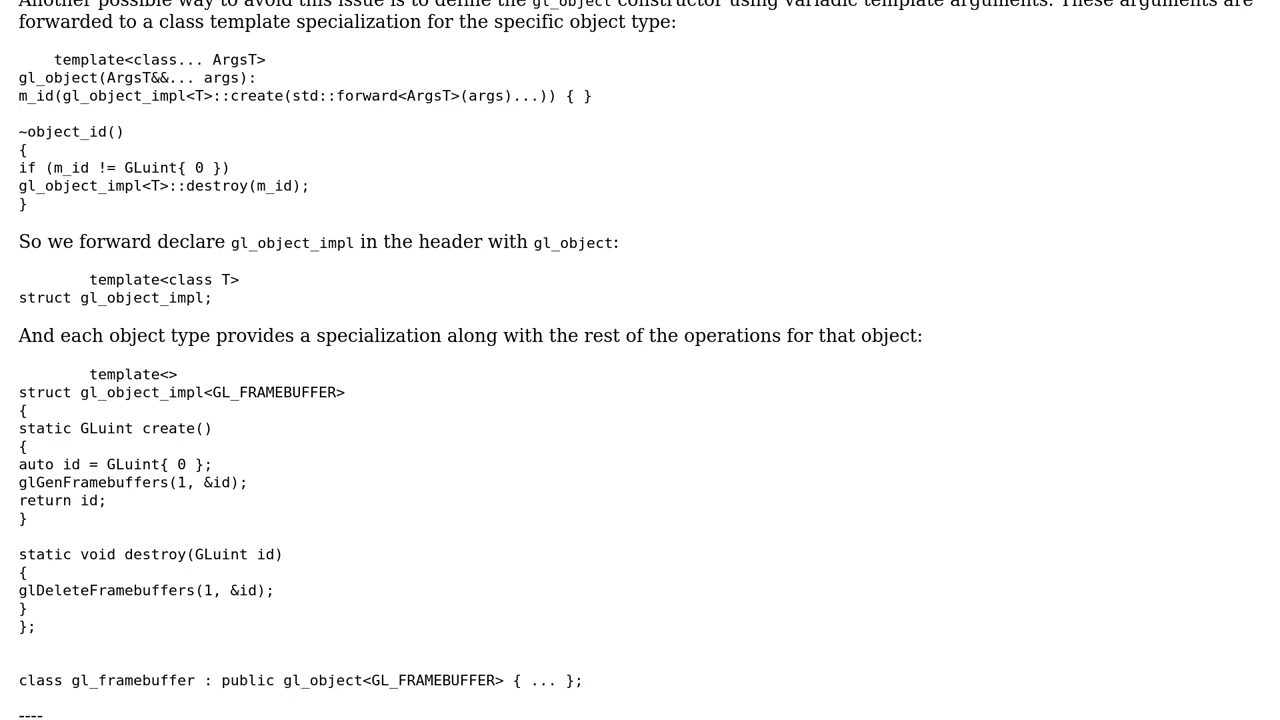 Another possible way to avoid this issue is to define the gl_object constructor using variadic template arguments. These arguments are
forwarded to a class template specialization for the specific object type:
template<class... ArgsT>
gl_object(ArgsT&&... args):
m_id(gl_object_impl<T>::create(std::forward<ArgsT>(args)...)) { }
~object_id()
{
if (m_id != GLuint{ 0 })
gl_object_impl<T>::destroy(m_id);
}
So we forward declare gl_object_impl in the header with gl_object:
template<class T>
struct gl_object_impl;
And each object type provides a specialization along with the rest of the operations for that object:
template<>
struct gl_object_impl<GL_FRAMEBUFFER>
{
static GLuint create()
{
auto id = GLuint{ 0 };
glGenFramebuffers(1, &id);
return id;
}
static void destroy(GLuint id)
{
glDeleteFramebuffers(1, &id);
}
};
class gl_framebuffer : public gl_object<GL_FRAMEBUFFER> { ... };
----